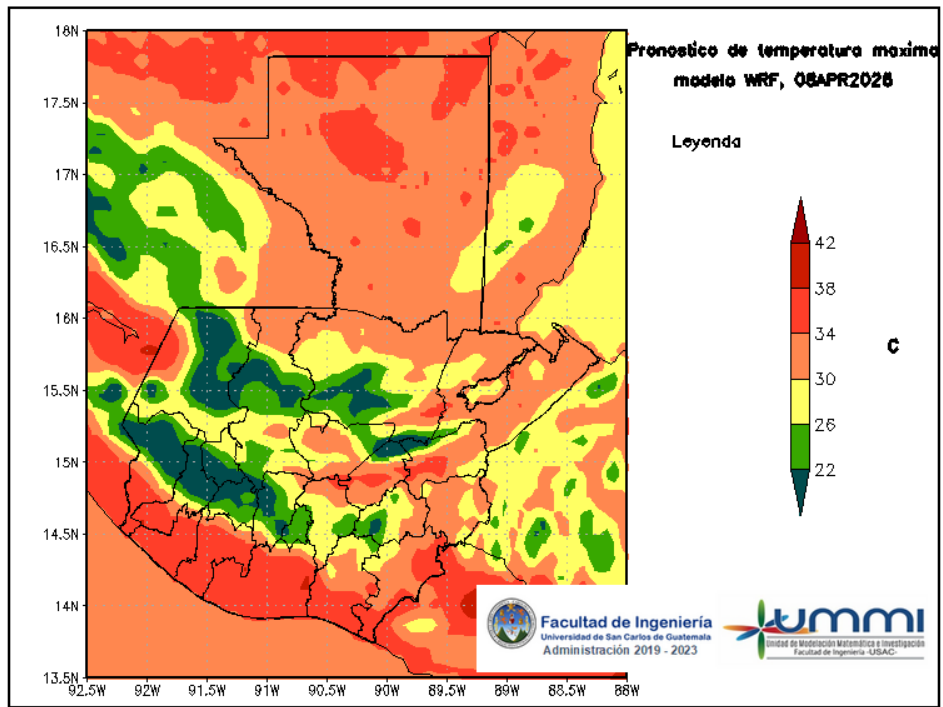 Pronostico de temperatura maxima
modelo WRF,
Leyenda
18N
17.5N
17N
16.5N
16N
15.5N
15N
14.5N
14N
13.5N
92.5W 92W 91.5W 91W 90.5W 90W 89.5W 89W 88.5W 88W
42
38
34
30
26
22
C
Facultad de Ingeniería
Universidad de San Carlos de Guatemala
Administración 2019 - 2023
UMMI
Unidad de Modelación Matemática e Investigación
Facultad de Ingeniería -USAC-